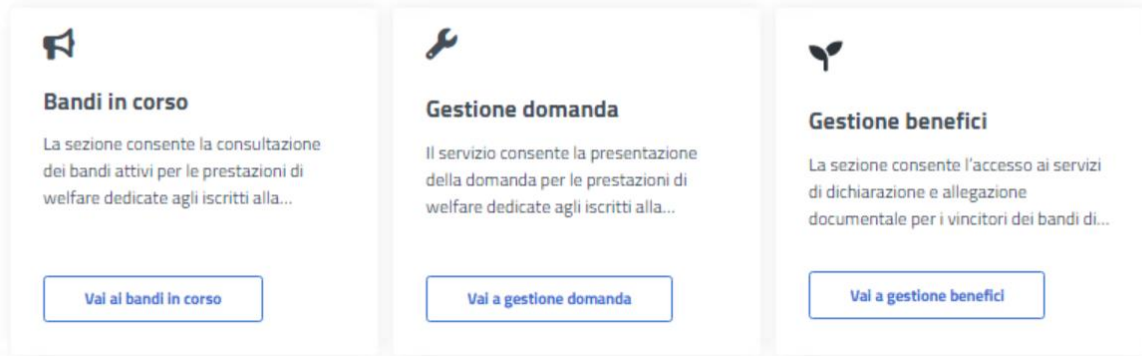 Bandi in corso
La sezione consente la consultazione
dei bandi attivi per le prestazioni di
welfare dedicate agli iscritti alla...
Vai ai bandi in corso
Gestione domanda
Il servizio consente la presentazione
della domanda per le prestazioni di
welfare dedicate agli iscritti alla...
Vai a gestione domanda
Gestione benefici
La sezione consente l'accesso ai servizi
di dichiarazione e allegazione
documentale per i vincitori dei bandi di...
Vai a gestione benefici